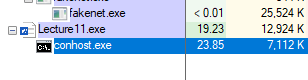 fakenet.exe < 0.01 25,524 K
Lecture11.exe 19.23 12,924 K
conhost.exe 23.85 7,112 K